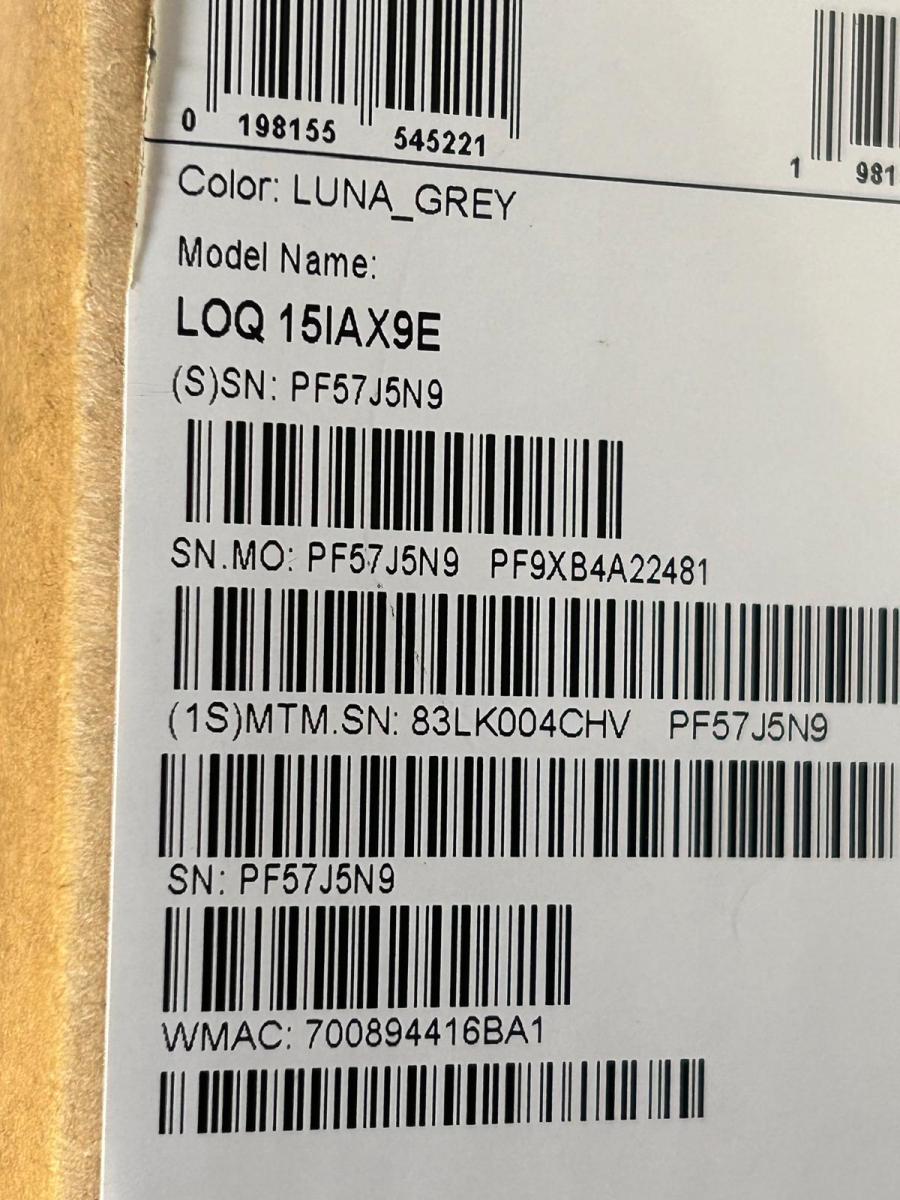 0 198155 545221
1 981
Color: LUNA_GREY
Model Name:
LOQ 15IAX9E
(S)SN: PF57J5N9
SN.MO: PF57J5N9 PF9XB4A22481
(1S)MTM.SN: 83LK004CHV PF57J5N9
SN: PF57J5N9
WMAC: 700894416BA1